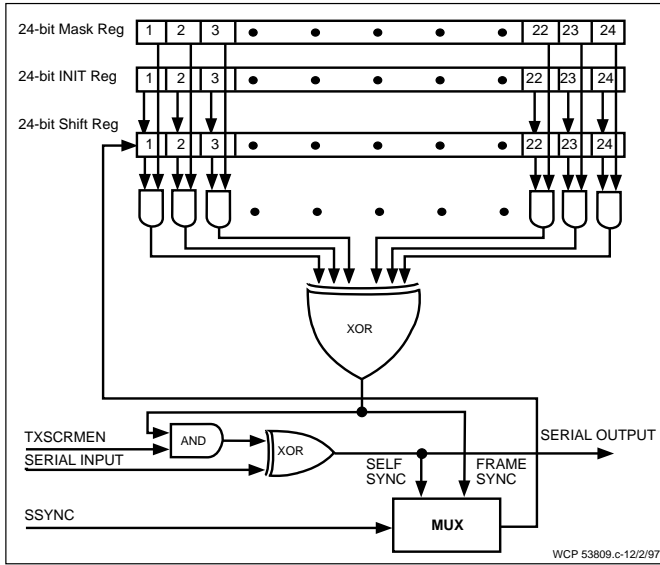 24-bit Mask Reg 1 2 3 22 23 24
24-bit INIT Reg 1 2 3 22 23 24
24-bit Shift Reg
1 2 3 22 23 24
XOR
TXSCRMEN
AND
XOR
SERIAL INPUT
SERIAL OUTPUT
SELF SYNC
FRAME SYNC
SSYNC
MUX
WCP 53809.c-12/2/97